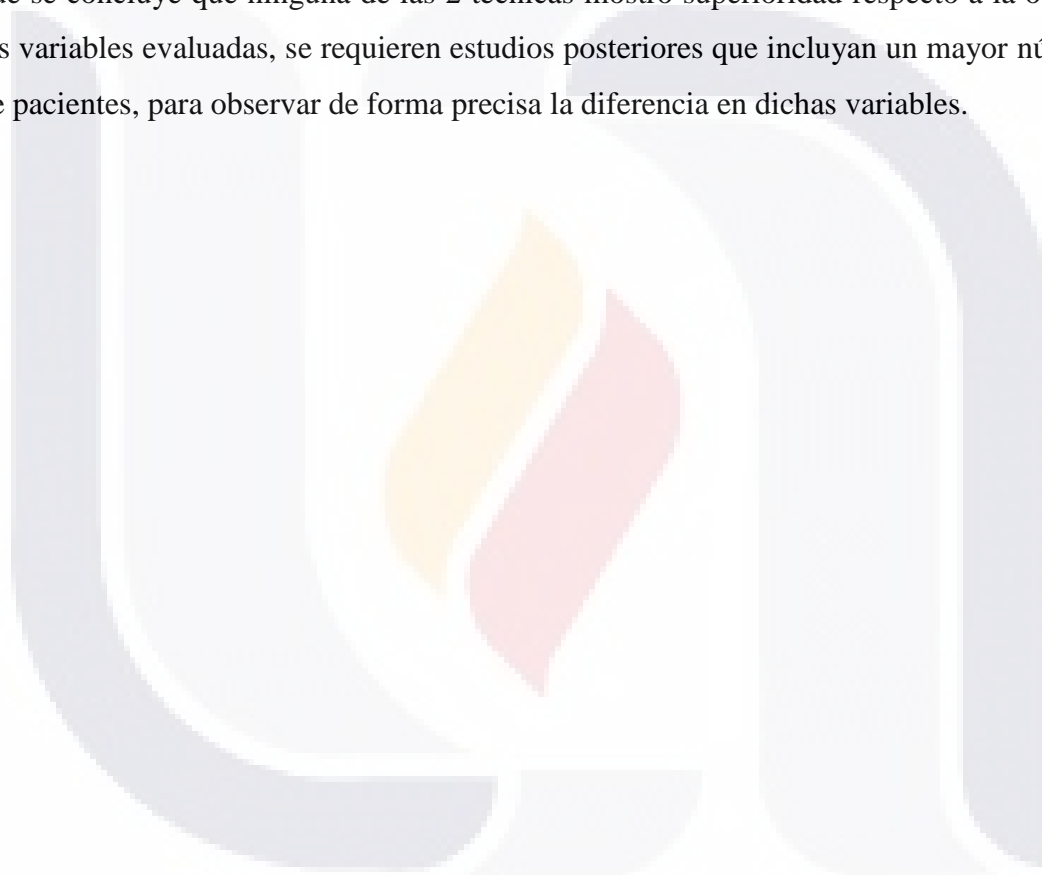 se concluye que ninguna de las 2 técnicas mostró superioridad respecto a la
variables evaluadas, se requieren estudios posteriores que incluyan un mayor
pacientes, para observar de forma precisa la diferencia en dichas variables.